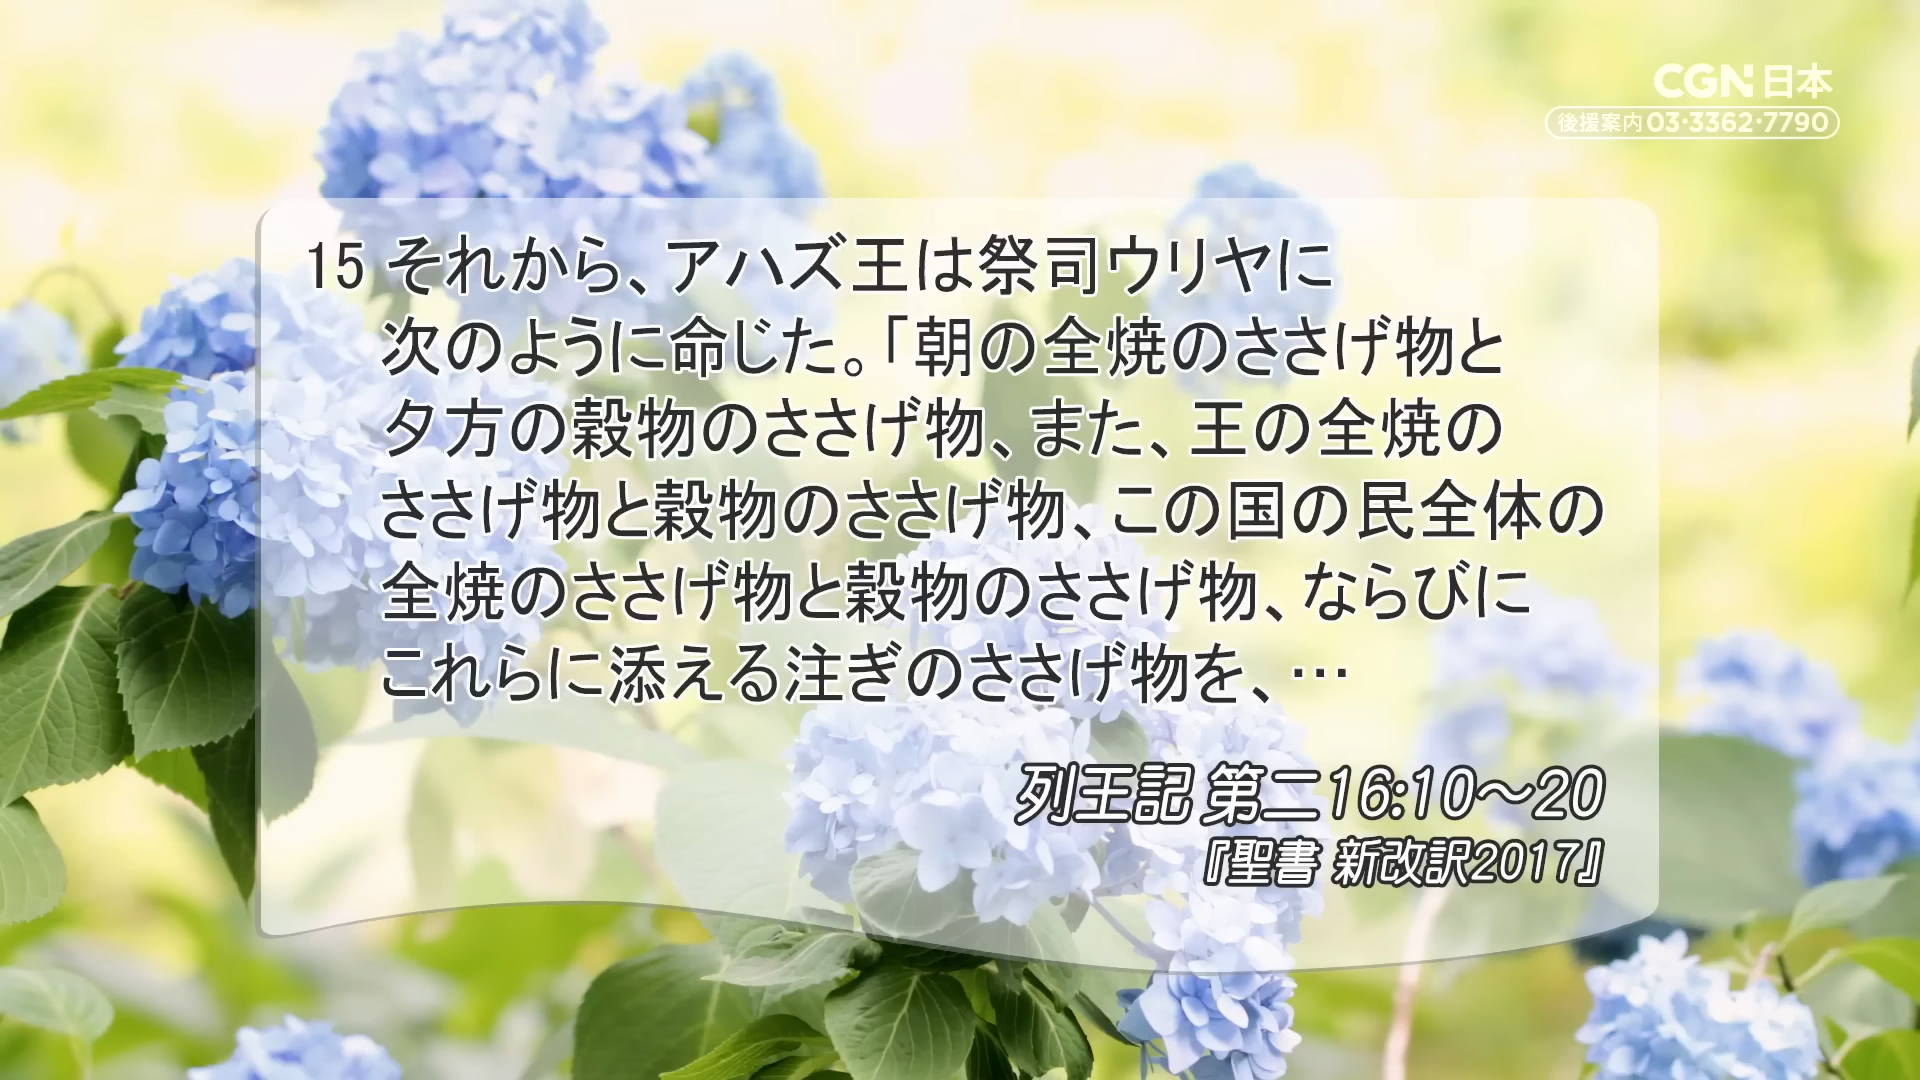 CGN日本
後援案内03·3362·7790
15 それから、アハズ王は祭司ウリヤに
次のように命じた。「朝の全焼のささげ物と
夕方の穀物のささげ物、また、王の全焼の
ささげ物と穀物のささげ物、この国の民全体の
全焼のささげ物と穀物のささげ物、ならびに
これらに添える注ぎのささげ物を、…
列王記 第二16:10〜20
『聖書 新改訳2017』